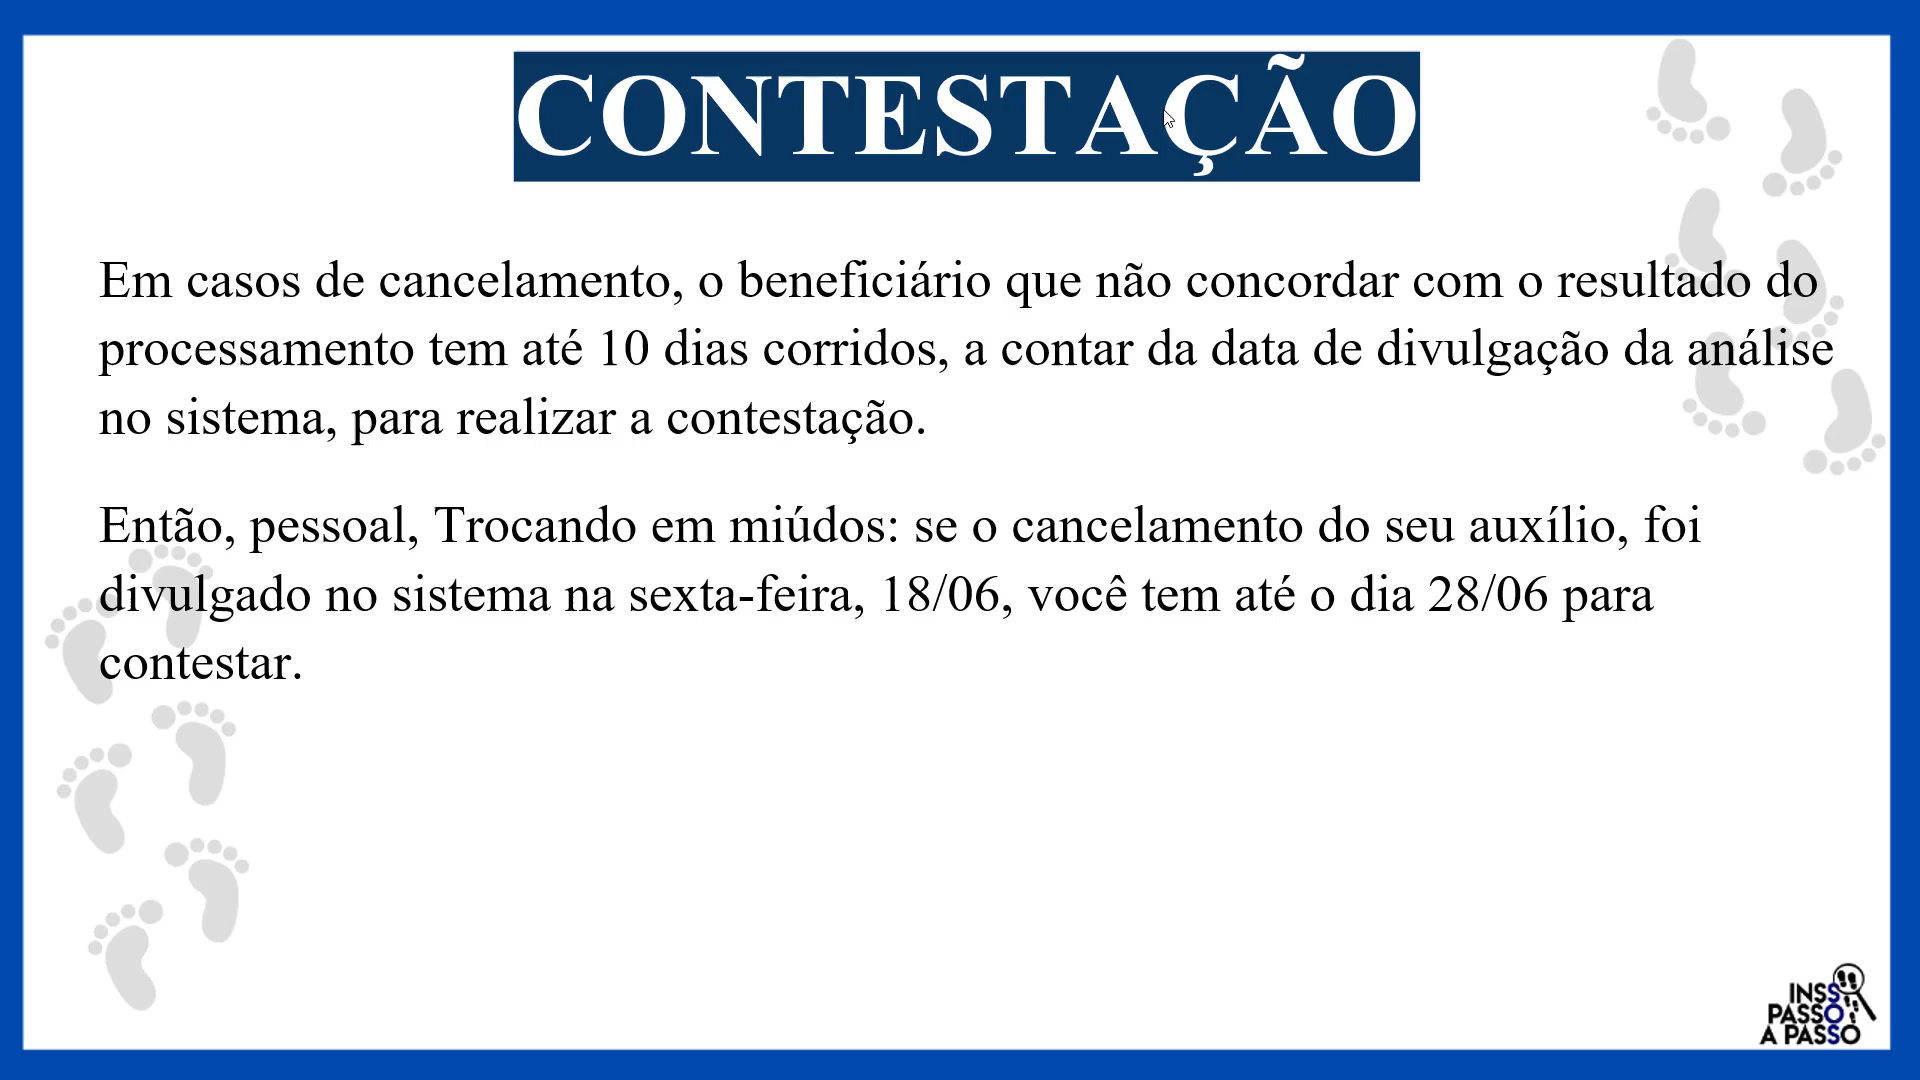 CONTESTAÇÃO
Em casos de cancelamento, o beneficiário que não concordar com o resultado do
processamento tem até 10 dias corridos, a contar da data de divulgação da análise
no sistema, para realizar a contestação.
Então, pessoal, Trocando em miúdos: se o cancelamento do seu auxílio, foi
divulgado no sistema na sexta-feira, 18/06, você tem até o dia 28/06 para
contestar.
INSS
PASSO
A PASSO